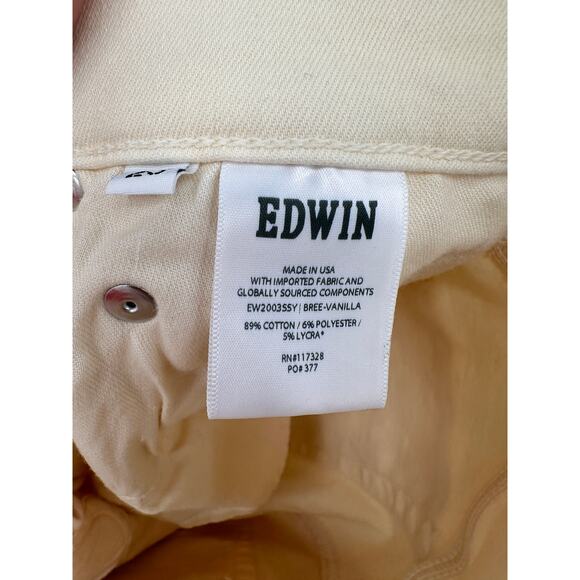 EDWIN
MADE IN USA
WITH IMPORTED FABRIC AND
GLOBALLY SOURCED COMPONENTS
EW2003SSY | BREE-VANILLA
89% COTTON / 6% POLYESTER /
5% LYCRA®
RN#117328
PO# 377